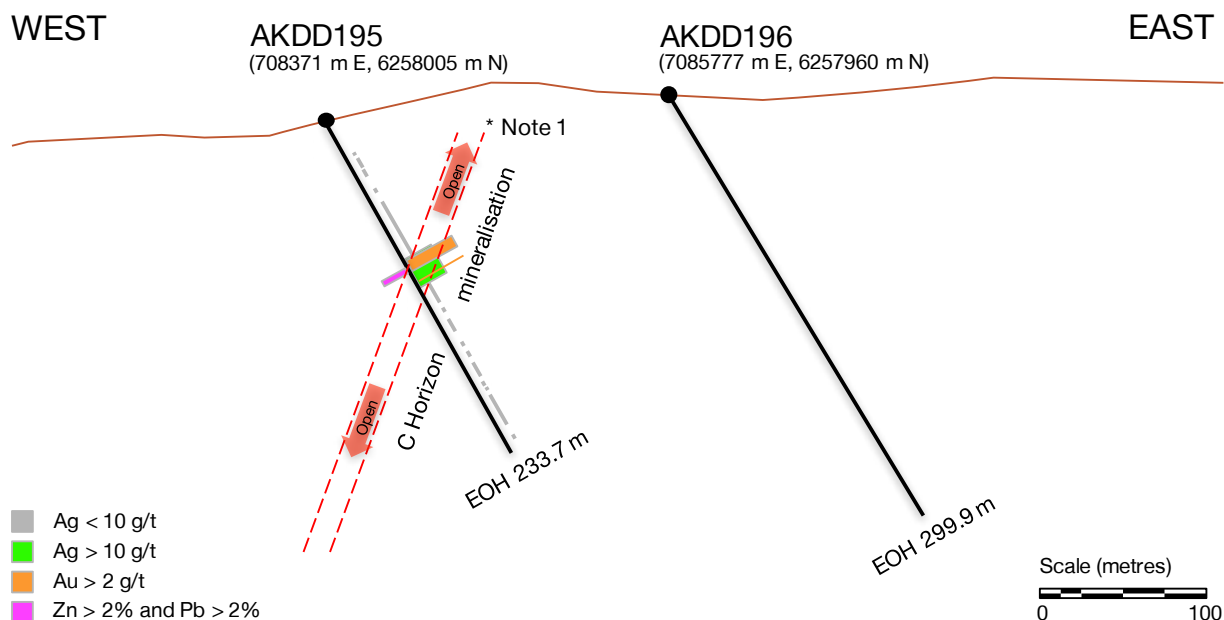 WEST
EAST
AKDD195
(708371 m E, 6258005 m N)
AKDD196
(7085777 m E, 6257960 m N)
* Note 1
Open
mineralisation
C Horizon
Open
EOH 233.7 m
EOH 299.9 m
Ag < 10 g/t
Ag > 10 g/t
Au > 2 g/t
Zn > 2% and Pb > 2%
Scale (metres)
0 100